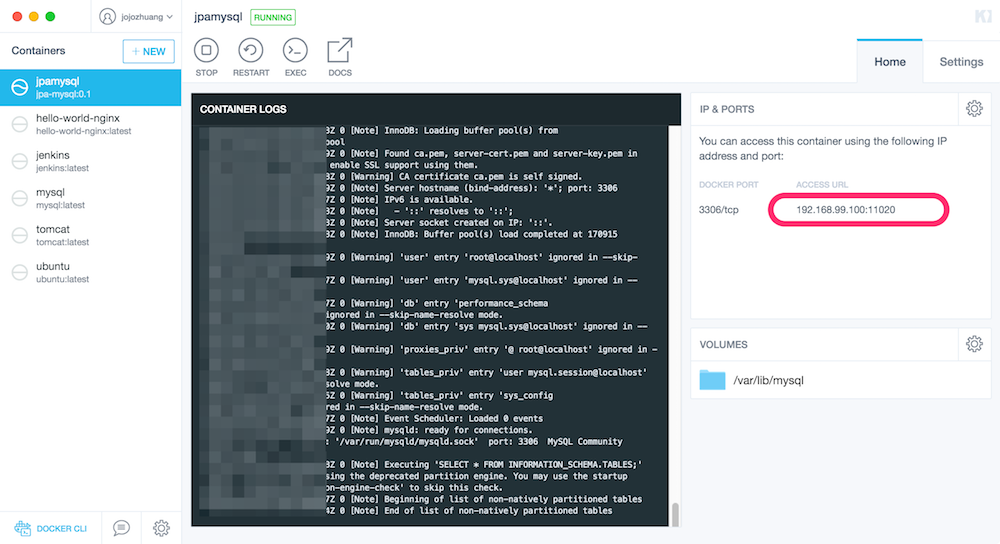 jojozhuang
jpamysql
RUNNING
Containers
+ NEW
STOP
RESTART
EXEC
DOCS
Home
Settings
jpamysql
jpa-mysql:0.1
hello-world-nginx
hello-world-nginx:latest
jenkins
jenkins:latest
mysql
mysql:latest
tomcat
tomcat:latest
ubuntu
ubuntu:latest
DOCKER CLI
CONTAINER LOGS
3Z 0 [Note] InnoDB: Loading buffer pool(s) from
pool
9Z 0 [Note] Found ca.pem, server-cert.pem and server-key.pem in
enable SSL support using them.
3Z 0 [Warning] CA certificate ca.pem is self signed.
9Z 0 [Note] Server hostname (bind-address): '*'; port: 3306
7Z 0 [Note] IPv6 is available.
5Z 0 [Note]   - '::' resolves to '::';
3Z 0 [Note] Server socket created on IP: '::'.
3Z 0 [Note] InnoDB: Buffer pool(s) load completed at 170915
9Z 0 [Warning] 'user' entry 'root@localhost' ignored in --skip-
7Z 0 [Warning] 'user' entry 'mysql.sys@localhost' ignored in --
7Z 0 [Warning] 'db' entry 'performance_schema
ignored in --skip-name-resolve mode.
3Z 0 [Warning] 'db' entry 'sys mysql.sys@localhost' ignored in --
9Z 0 [Warning] 'proxies_priv' entry '@ root@localhost' ignored in -
3Z 0 [Warning] 'tables_priv' entry 'user mysql.session@localhost'
solve mode.
5Z 0 [Warning] 'tables_priv' entry 'sys_config
red in --skip-name-resolve mode.
7Z 0 [Note] Event Scheduler: Loaded 0 events
9Z 0 [Note] mysqld: ready for connections.
: '/var/run/mysqld/mysqld.sock'  port: 3306  MySQL Community
3Z 0 [Note] Executing 'SELECT * FROM INFORMATION_SCHEMA.TABLES;'
sing the deprecated partition engine. You may use the startup
on-engine-check' to skip this check.
7Z 0 [Note] Beginning of list of non-natively partitioned tables
4Z 0 [Note] End of list of non-natively partitioned tables
IP & PORTS
You can access this container using the following IP
address and port:
DOCKER PORT
ACCESS URL
3306/tcp
192.168.99.100:11020
VOLUMES
/var/lib/mysql